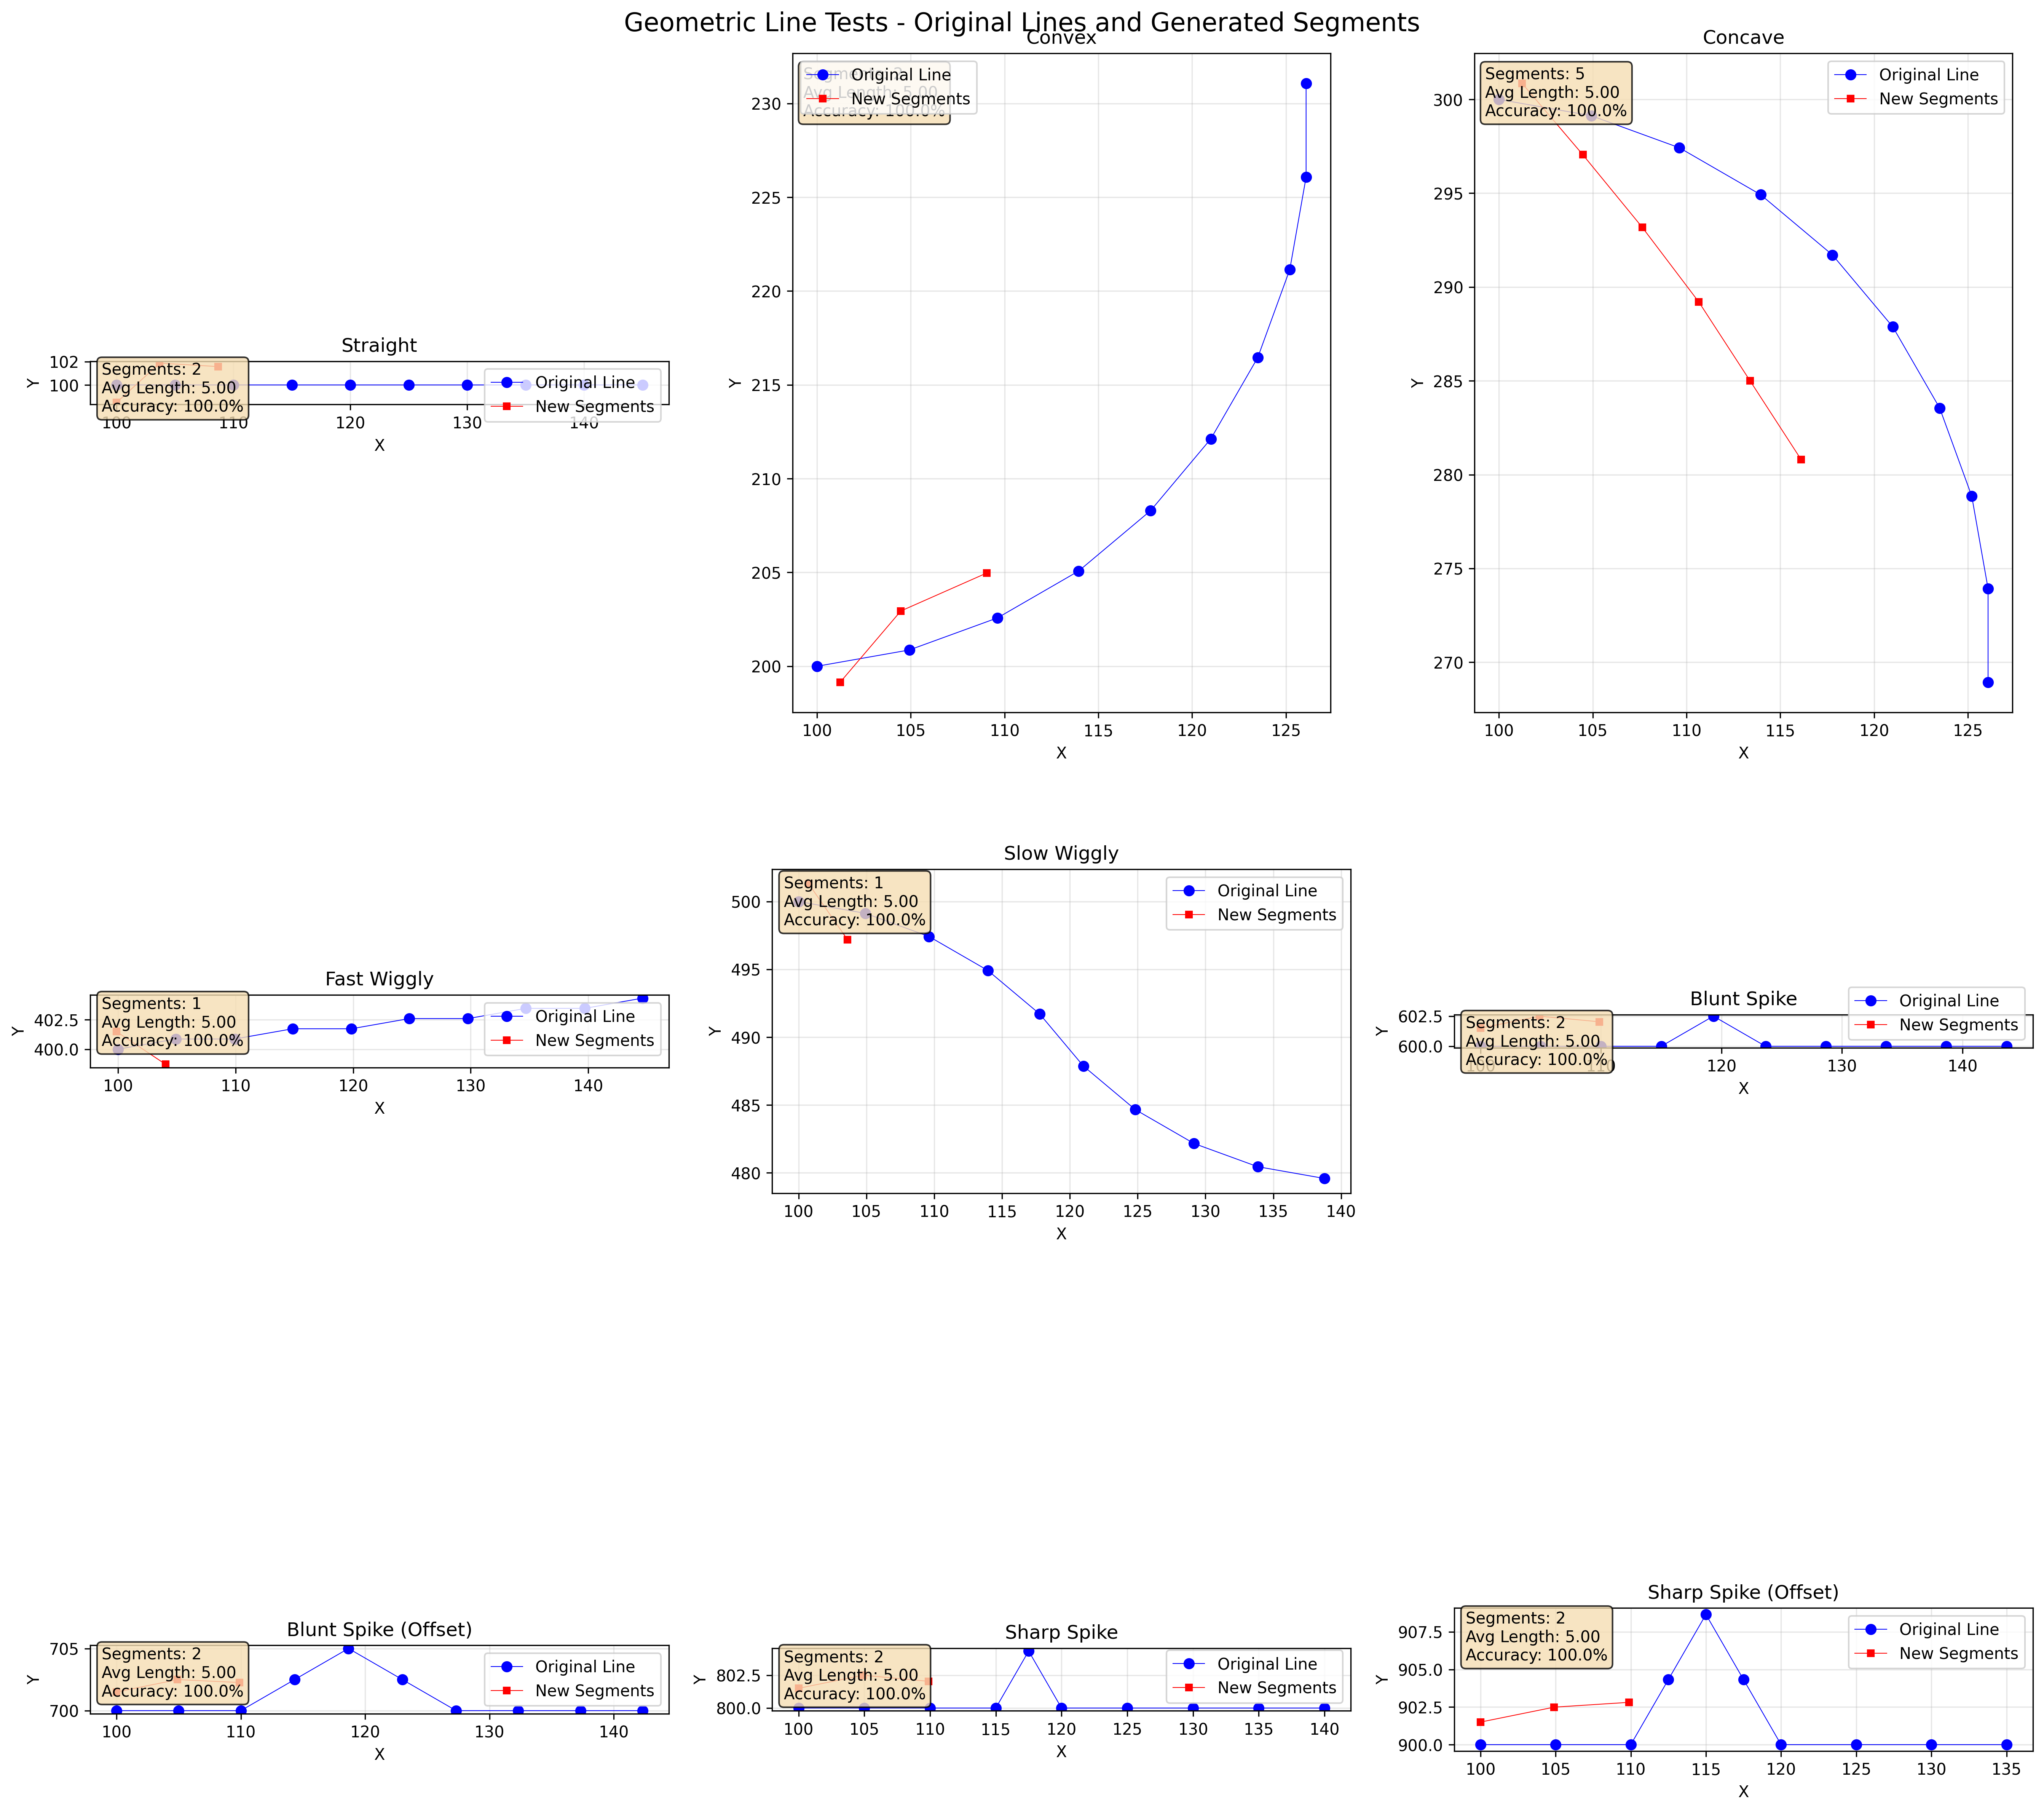 Geometric Line Tests - Original Lines and Generated Segments
Straight
Segments: 2
Avg Length: 5.00
Accuracy: 100.0%
Original Line
New Segments
102
100
Y
100
110
120
130
140
X
Convex
Avg Length: 5.00
Accuracy: 100.0%
Original Line
New Segments
230
225
220
215
210
205
200
Y
100
105
110
115
120
125
X
Concave
Segments: 5
Avg Length: 5.00
Accuracy: 100.0%
Original Line
New Segments
300
295
290
285
280
275
270
Y
100
105
110
115
120
125
X
Fast Wiggly
Segments: 1
Avg Length: 5.00
Accuracy: 100.0%
Original Line
New Segments
402.5
400.0
Y
100
110
120
130
140
X
Slow Wiggly
Segments: 1
Avg Length: 5.00
Accuracy: 100.0%
Original Line
New Segments
500
495
490
485
480
Y
100
105
110
115
120
125
130
135
140
X
Blunt Spike
Segments: 2
Avg Length: 5.00
Accuracy: 100.0%
Original Line
New Segments
602.5
600.0
Y
100
110
120
130
140
X
Blunt Spike (Offset)
Segments: 2
Avg Length: 5.00
Accuracy: 100.0%
Original Line
New Segments
705
700
Y
100
110
120
130
140
X
Sharp Spike
Segments: 2
Avg Length: 5.00
Accuracy: 100.0%
Original Line
New Segments
802.5
800.0
Y
100
105
110
115
120
125
130
135
140
X
Sharp Spike (Offset)
Segments: 2
Avg Length: 5.00
Accuracy: 100.0%
Original Line
New Segments
907.5
905.0
902.5
900.0
Y
100
105
110
115
120
125
130
135
X